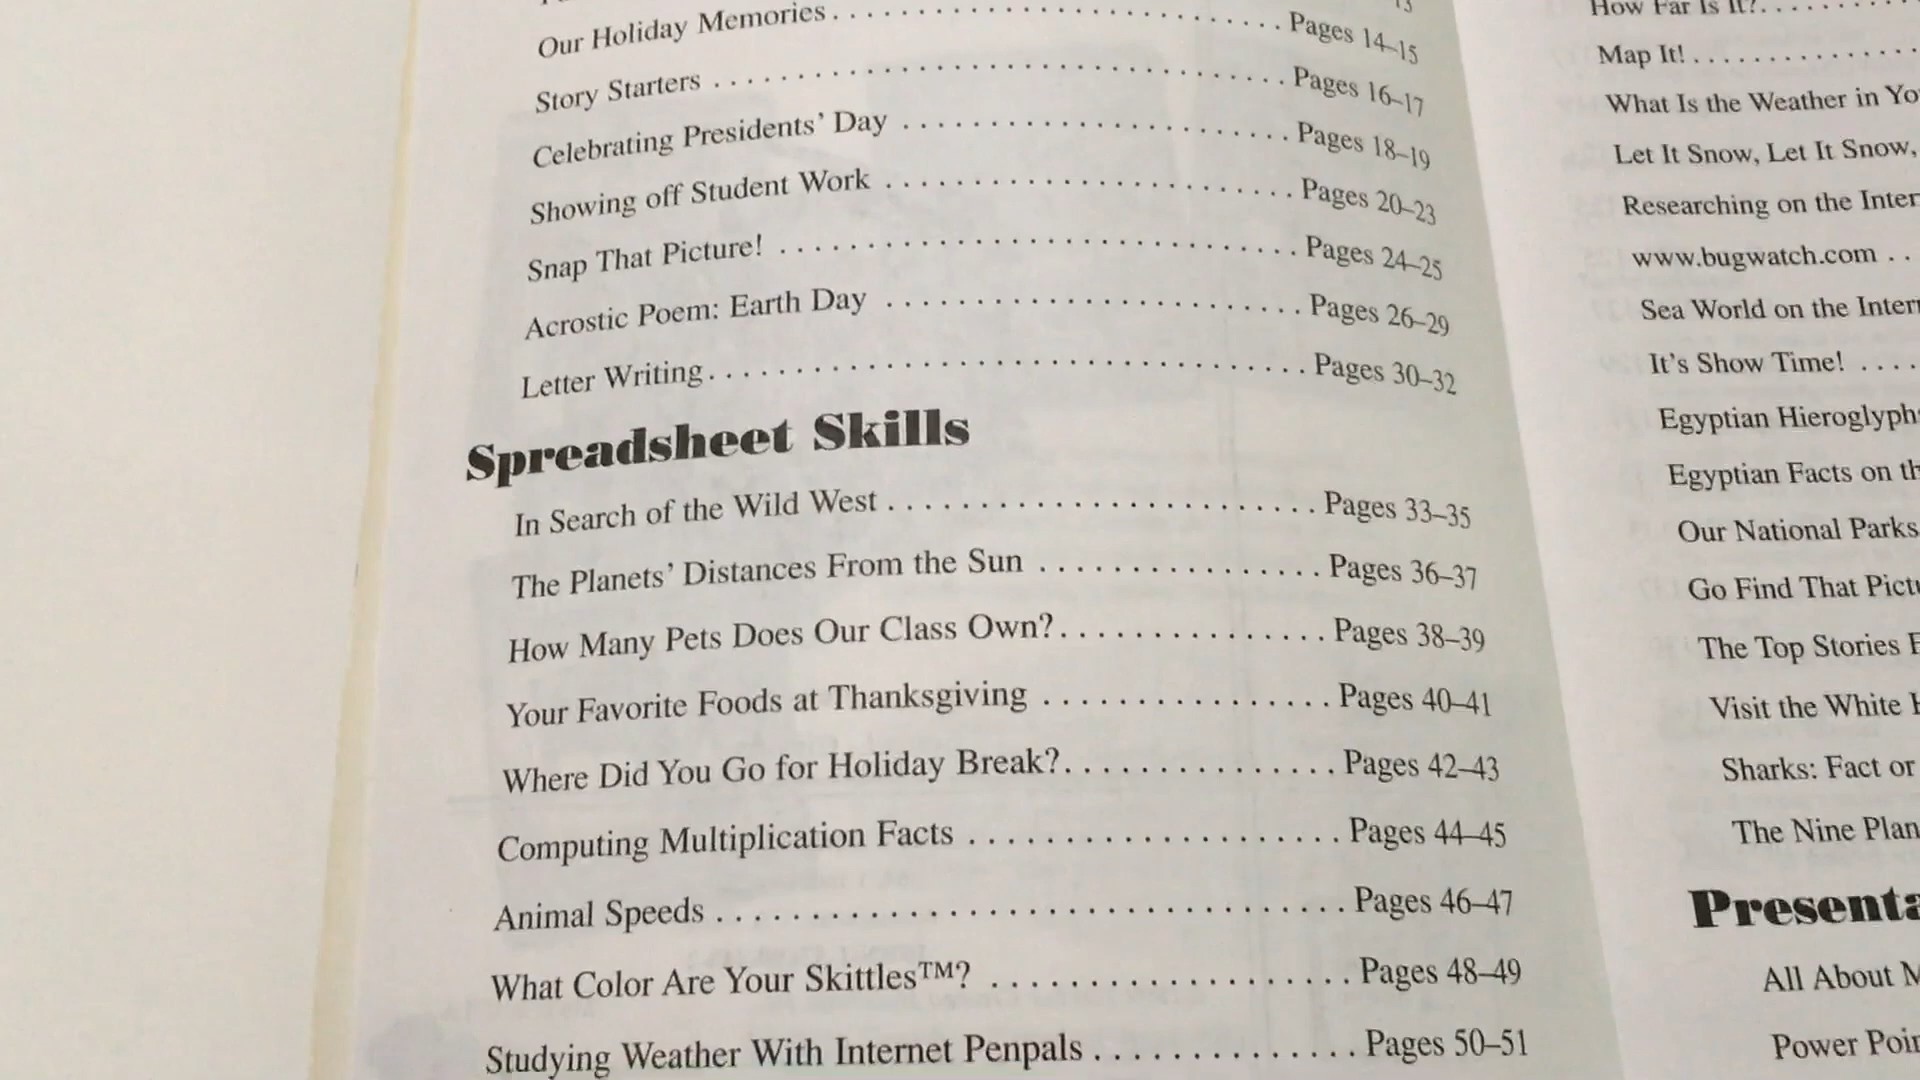 Our Holiday Memories . . . . . . . . . . . . . . . . . . . . . . . . . . . . Pages 14–15
Story Starters . . . . . . . . . . . . . . . . . . . . . . . . . . . . . . . . . . . Pages 16–17
Celebrating Presidents' Day . . . . . . . . . . . . . . . . . . . . . . . Pages 18–19
Showing off Student Work . . . . . . . . . . . . . . . . . . . . . . . . Pages 20–23
Snap That Picture! . . . . . . . . . . . . . . . . . . . . . . . . . . . . . . Pages 24–25
Acrostic Poem: Earth Day . . . . . . . . . . . . . . . . . . . . . . . . Pages 26–29
Letter Writing . . . . . . . . . . . . . . . . . . . . . . . . . . . . . . . . . . Pages 30–32
Spreadsheet Skills
In Search of the Wild West . . . . . . . . . . . . . . . . . . . . . . . . Pages 33–35
The Planets' Distances From the Sun . . . . . . . . . . . . . . . . Pages 36–37
How Many Pets Does Our Class Own? . . . . . . . . . . . . . . . Pages 38–39
Your Favorite Foods at Thanksgiving . . . . . . . . . . . . . . . . Pages 40–41
Where Did You Go for Holiday Break? . . . . . . . . . . . . . . . Pages 42–43
Computing Multiplication Facts . . . . . . . . . . . . . . . . . . . . Pages 44–45
Animal Speeds . . . . . . . . . . . . . . . . . . . . . . . . . . . . . . . . . Pages 46–47
What Color Are Your Skittles™? . . . . . . . . . . . . . . . . . . . Pages 48–49
Studying Weather With Internet Penpals . . . . . . . . . . . . . . Pages 50–51
How Far Is It? . . . . . . . .
Map It! . . . . . . . . . . . . . .
What Is the Weather in
Let It Snow, Let It Snow,
Researching on the
www.bugwatch.com . .
Sea World on the
It's Show Time! . . . .
Egyptian
Egyptian Facts on
Our National Parks
Go Find That
The Top Stories
Visit the White
Sharks: Fact or
The Nine
All About
Power